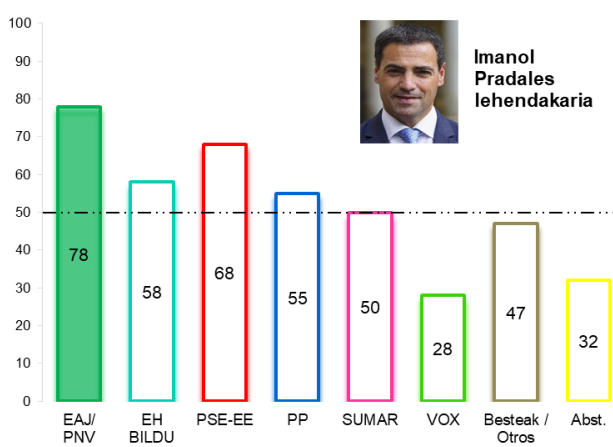 100
90
80
70
60
50
40
30
20
10
0
Imanol
Pradales
lehendakaria
78
58
68
55
50
28
47
32
EAJ/
PNV
EH
BILDU
PSE-EE
PP
SUMAR
VOX
Besteak /
Otros
Abst.